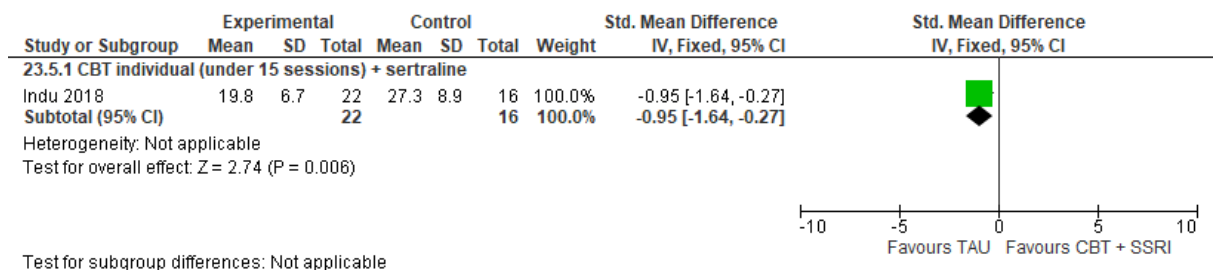 Experimental Control Std. Mean Difference Std. Mean Difference
Study or Subgroup Mean SD Total Mean SD Total Weight IV, Fixed, 95% CI IV, Fixed, 95% CI
23.5.1 CBT individual (under 15 sessions) + sertraline
Indu 2018 19.8 6.7 22 27.3 8.9 16 100.0% -0.95 [-1.64, -0.27]
Subtotal (95% CI) 22 16 100.0% -0.95 [-1.64, -0.27]
Heterogeneity: Not applicable
Test for overall effect: Z = 2.74 (P = 0.006)
-10 -5 0 5 10
Favours TAU Favours CBT + SSRI
Test for subgroup differences: Not applicable